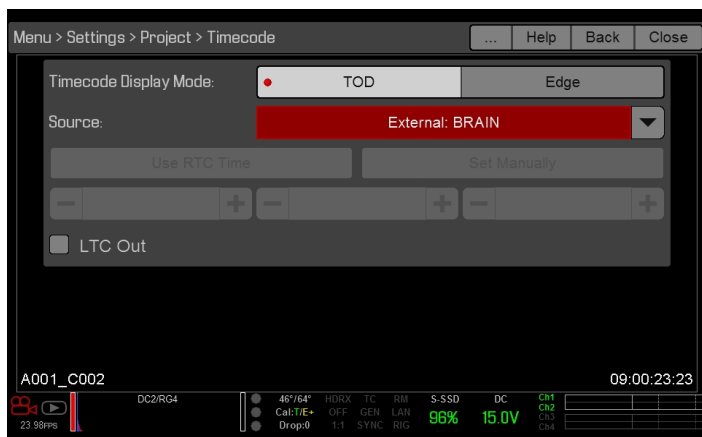 Menu > Settings > Project > Timecode ... Help Back Close
Timecode Display Mode: TOD Edge
Source: External: BRAIN
Use RTC Time Set Manually
LTC Out
A001_C002 09:00:23:23
DC2/RG4 46°/64° HDRX TC RM S-SSD DC Ch1
Cal:T/E+ OFF GEN LAN 96% 15.0V Ch2
23.98FPS Drop:0 1:1 SYNC RIG Ch3
Ch4